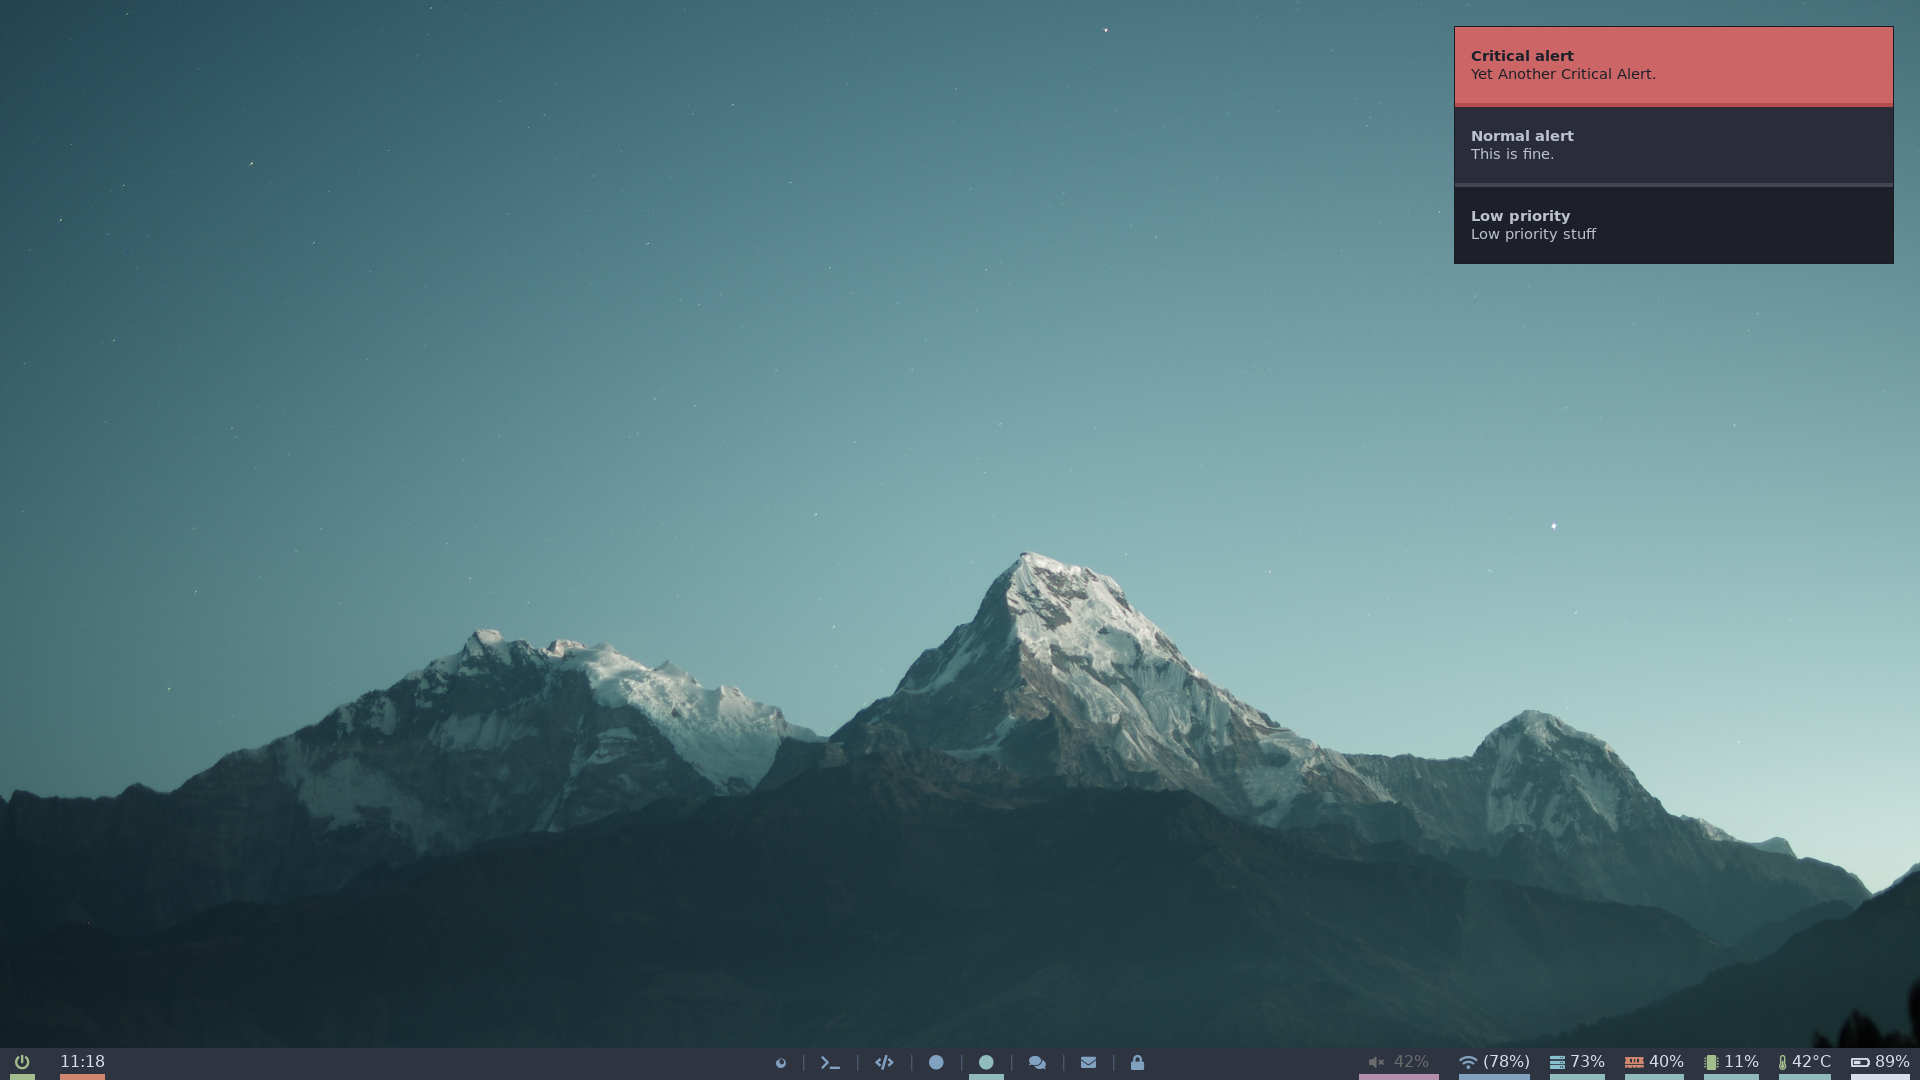 Critical alert
Yet Another Critical Alert.
Normal alert
This is fine.
Low priority
Low priority stuff
11:18
42%
(78%)
73%
40%
11%
42°C
89%